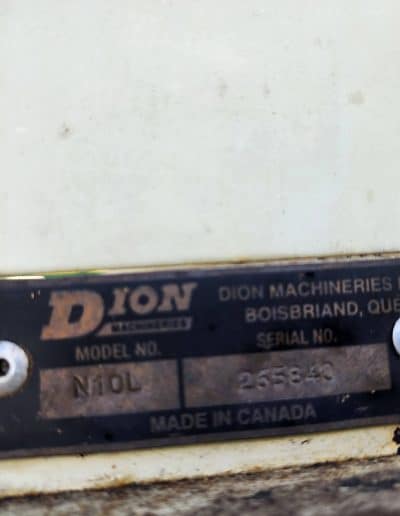 DION
MACHINERIES
DION MACHINERIES
BOISBRIAND, QUE
MODEL NO.
SERIAL NO.
N10L
255840
MADE IN CANADA